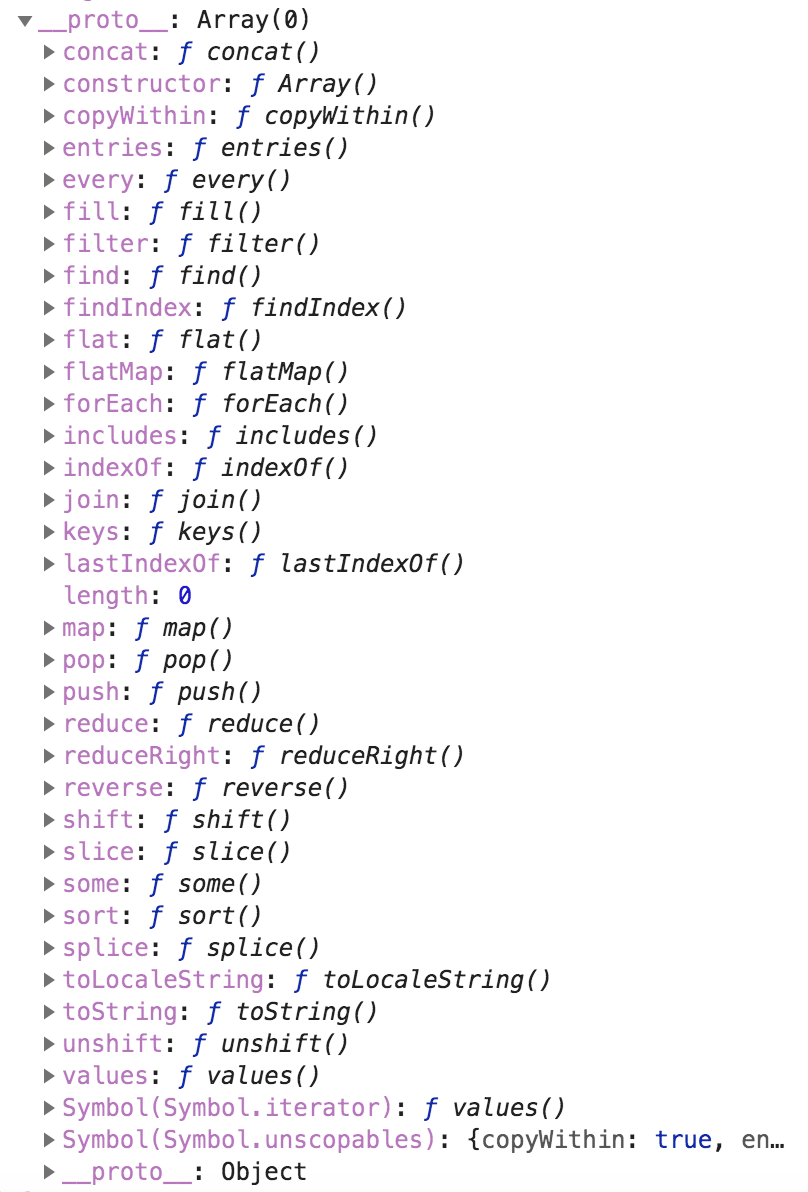 ▼__proto__: Array(0)
▶concat: ƒ concat()
▶constructor: ƒ Array()
▶copyWithin: ƒ copyWithin()
▶entries: ƒ entries()
▶every: ƒ every()
▶fill: ƒ fill()
▶filter: ƒ filter()
▶find: ƒ find()
▶findIndex: ƒ findIndex()
▶flat: ƒ flat()
▶flatMap: ƒ flatMap()
▶forEach: ƒ forEach()
▶includes: ƒ includes()
▶indexOf: ƒ indexOf()
▶join: ƒ join()
▶keys: ƒ keys()
▶lastIndexOf: ƒ lastIndexOf()
length: 0
▶map: ƒ map()
▶pop: ƒ pop()
▶push: ƒ push()
▶reduce: ƒ reduce()
▶reduceRight: ƒ reduceRight()
▶reverse: ƒ reverse()
▶shift: ƒ shift()
▶slice: ƒ slice()
▶some: ƒ some()
▶sort: ƒ sort()
▶splice: ƒ splice()
▶toLocaleString: ƒ toLocaleString()
▶toString: ƒ toString()
▶unshift: ƒ unshift()
▶values: ƒ values()
▶Symbol(Symbol.iterator): ƒ values()
▶Symbol(Symbol.unscopables): {copyWithin: true, en…
▶__proto__: Object